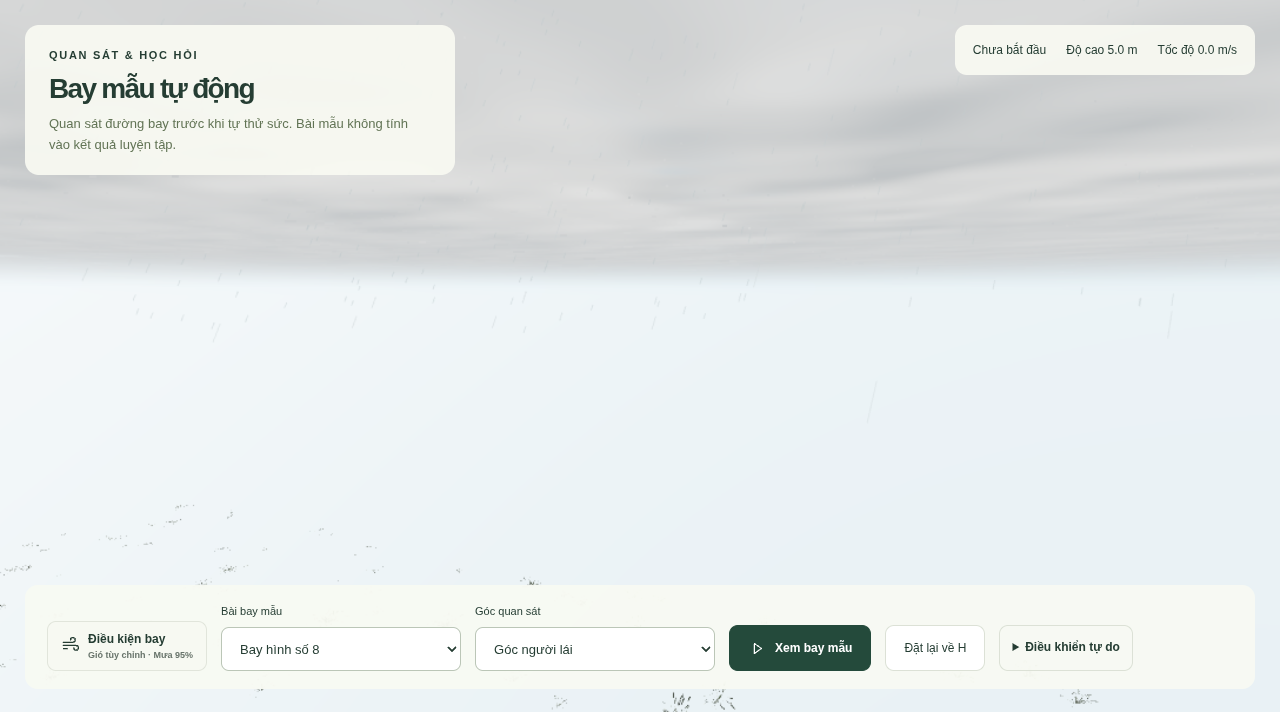 QUAN SÁT & HỌC HỎI
Bay mẫu tự động
Quan sát đường bay trước khi tự thử sức. Bài mẫu không tính
vào kết quả luyện tập.
Chưa bắt đầu Độ cao 5.0 m Tốc độ 0.0 m/s
Điều kiện bay
Gió tùy chỉnh · Mưa 95%
Bài bay mẫu
Bay hình số 8
Góc quan sát
Góc người lái
Xem bay mẫu
Đặt lại về H
Điều khiển tự do